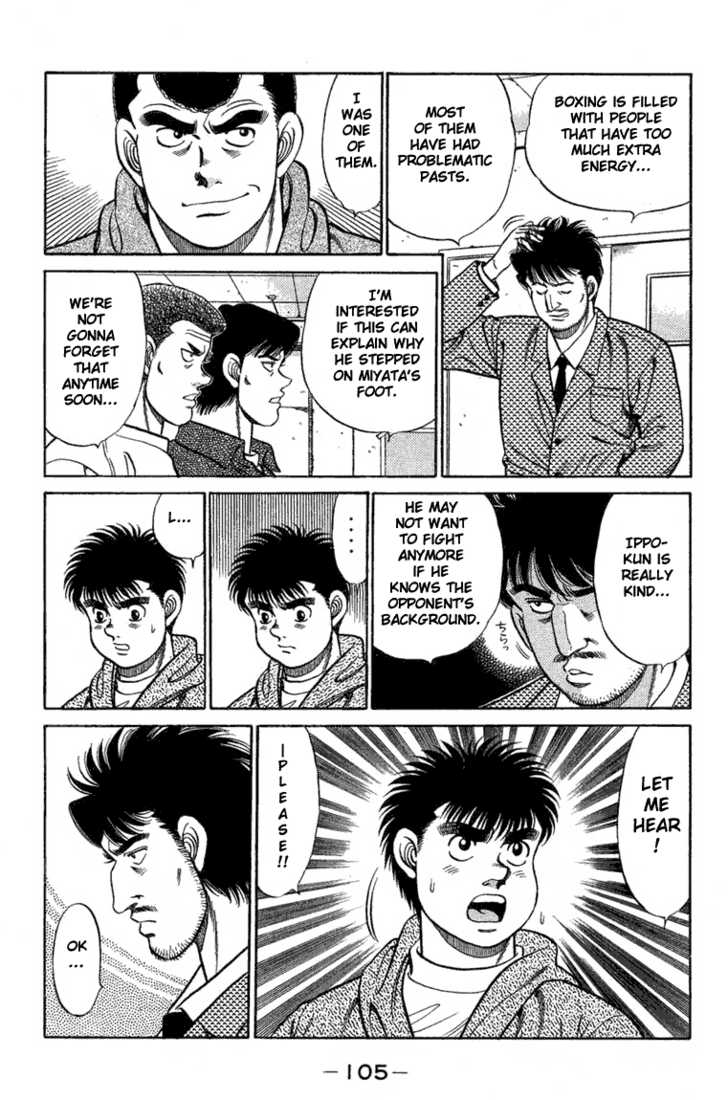 BOXING IS FILLED
WITH PEOPLE
THAT HAVE TOO
MUCH EXTRA
ENERGY...
MOST
OF THEM
HAVE HAD
PROBLEMATIC
PASTS.
I
WAS
ONE
OF
THEM.
I'M
INTERESTED
IF THIS CAN
EXPLAIN WHY
HE STEPPED
ON MIYATA'S
FOOT.
WE'RE
NOT
GONNA
FORGET
THAT
ANYTIME
SOON...
IPPO-
KUN IS
REALLY
KIND...
HE MAY
NOT WANT
TO FIGHT
ANYMORE
IF HE
KNOWS THE
OPPONENT'S
BACKGROUND.
ちらっ
...
L...
LET
ME
HEAR
!
IPLEASE!!
OK
...
-105-